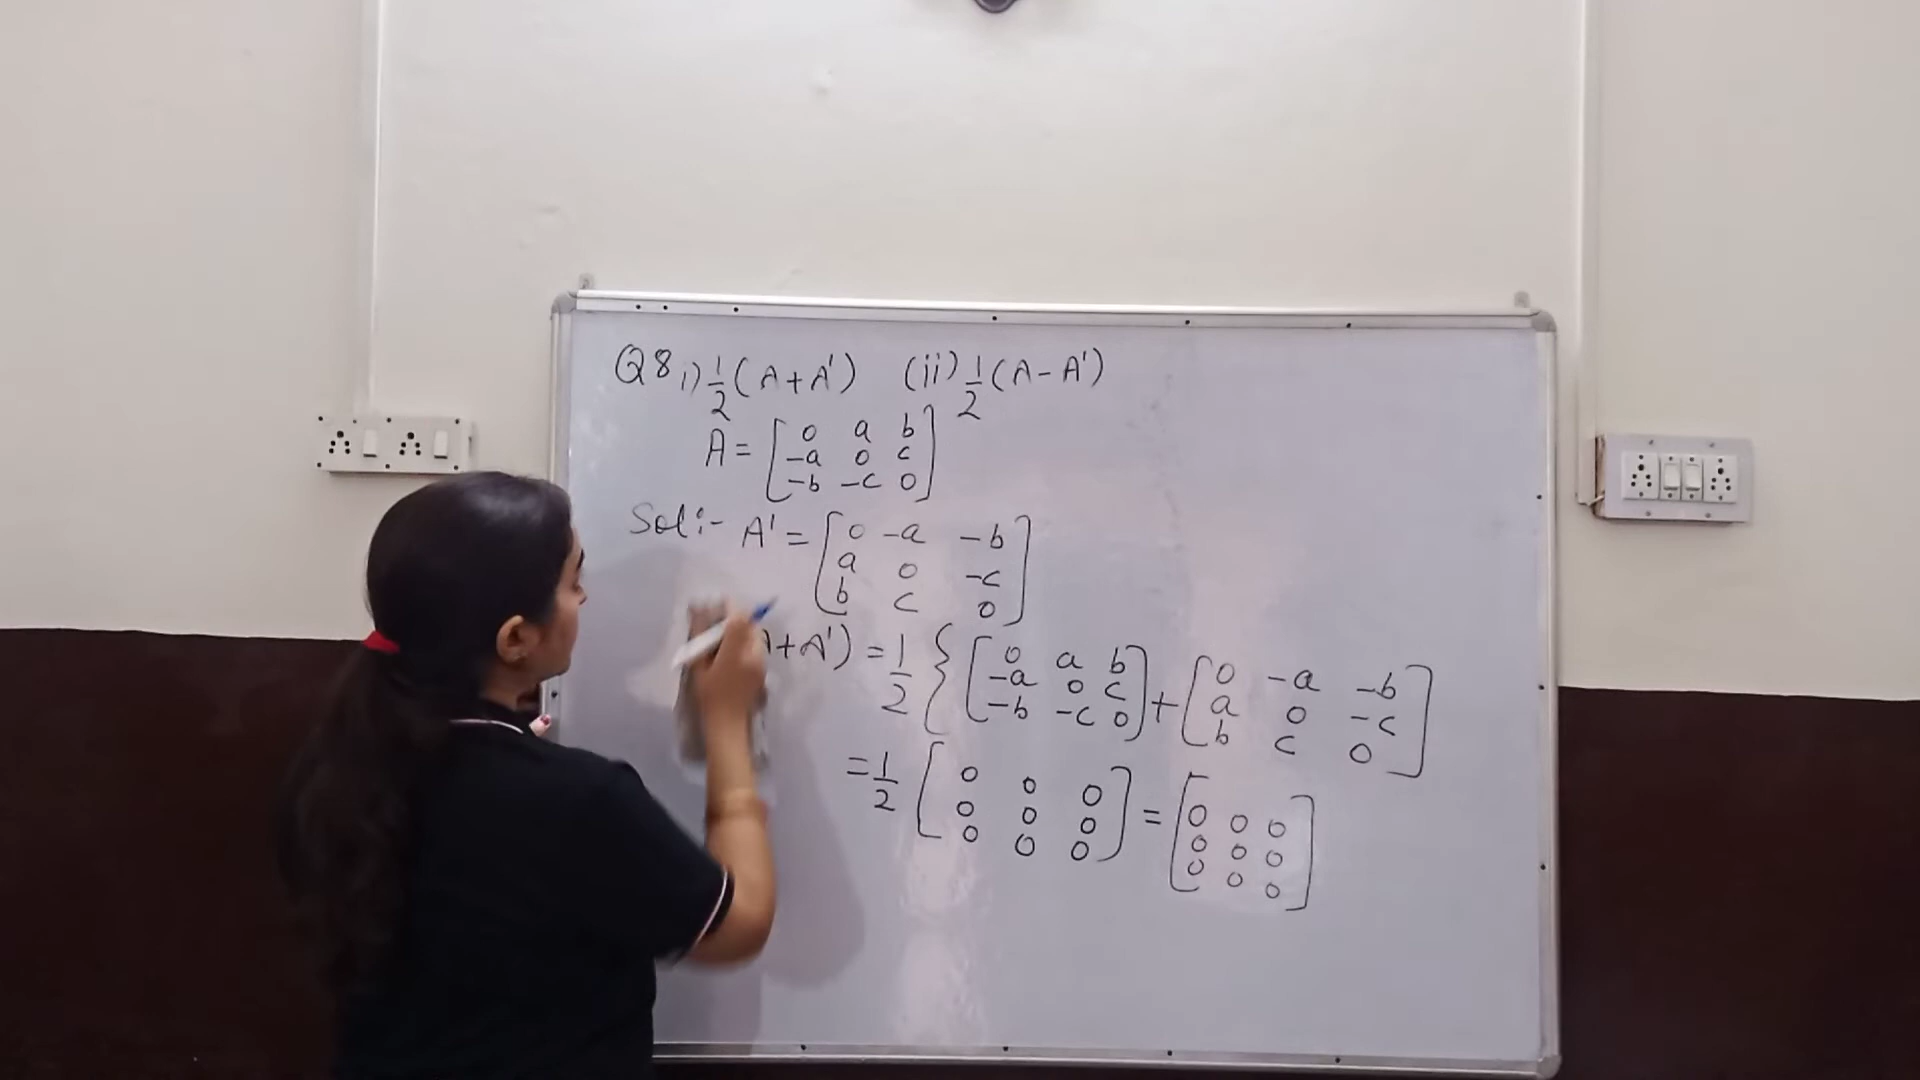 Q8 i) 1/2 (A+A') (ii) 1/2 (A-A')
A = [0 a b
-a 0 c
-b -c 0]
Sol:- A' = [0 -a -b
a 0 -c
b c 0]
+A') = 1/2 { [0 a b
-a 0 c
-b -c 0] + [0 -a -b
a 0 -c
b c 0]
= 1/2 [0 0 0
0 0 0
0 0 0] = [0 0 0
0 0 0
0 0 0]